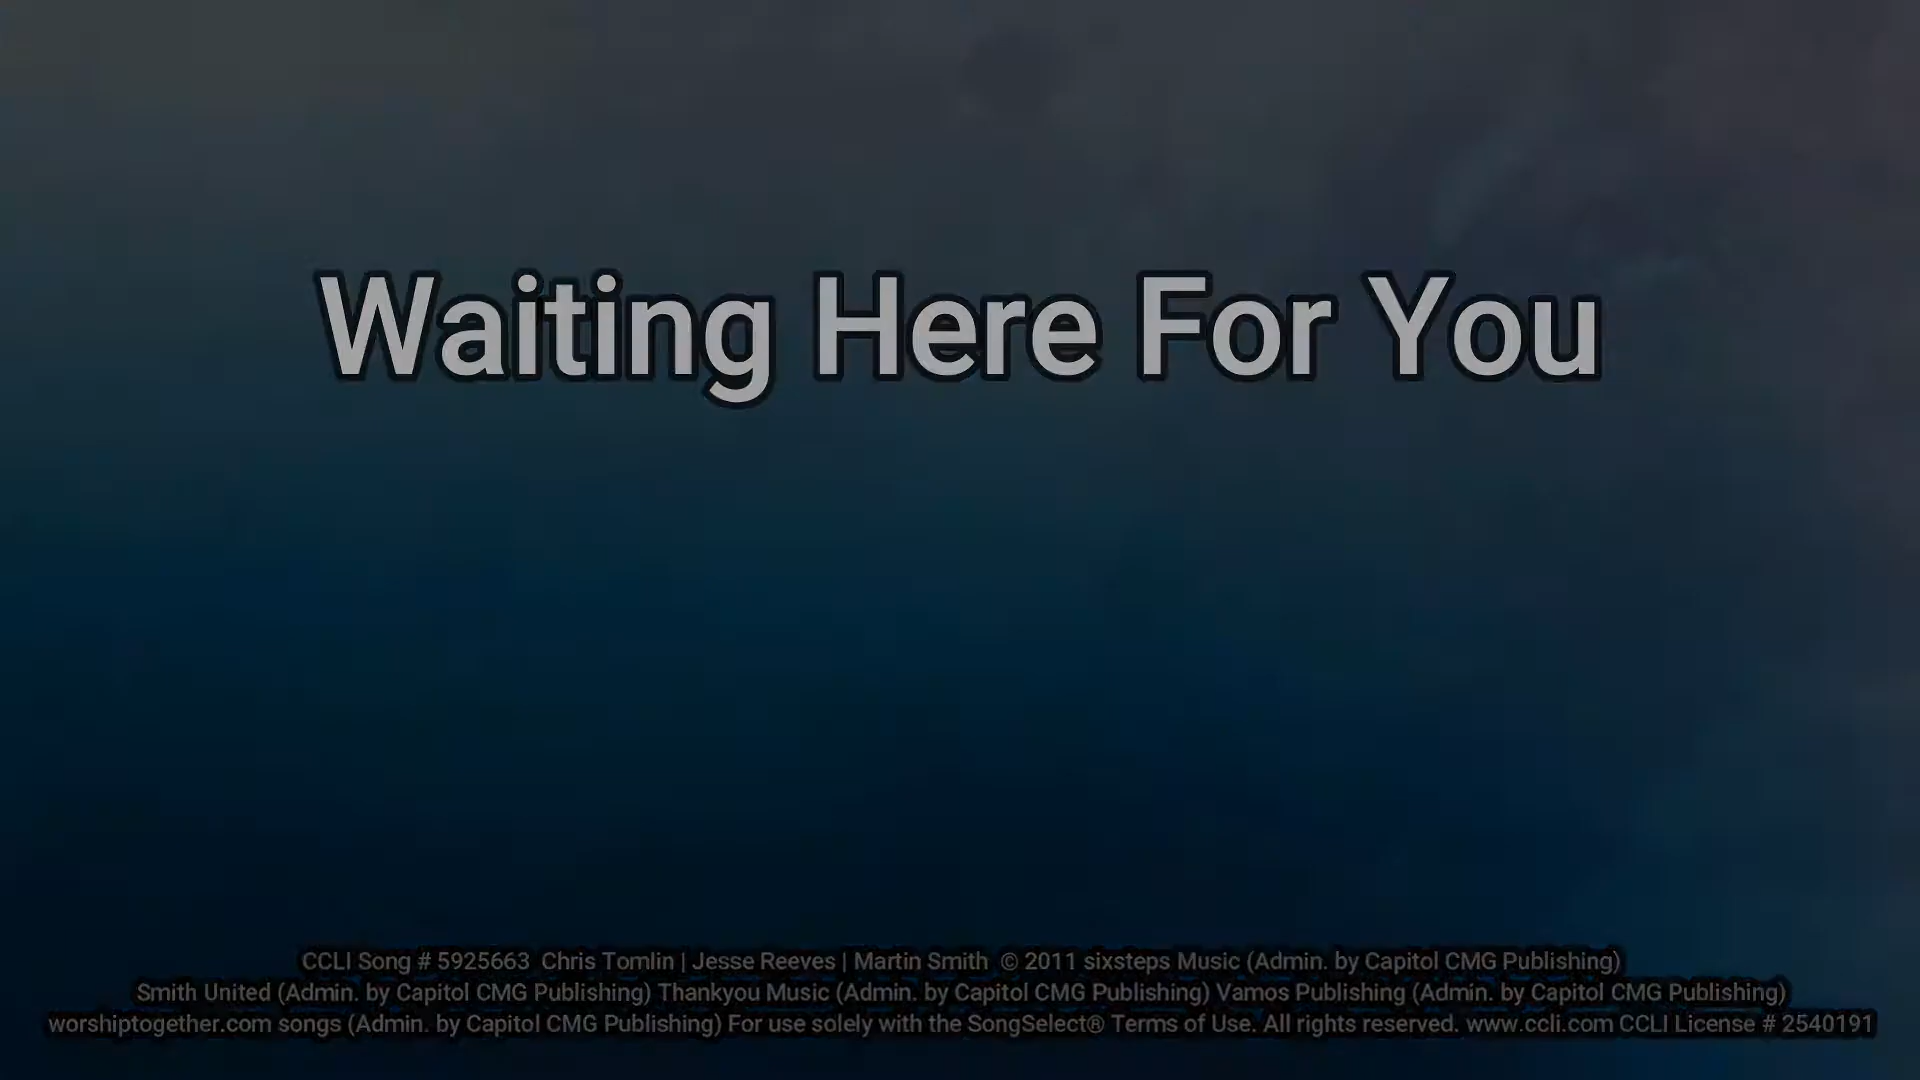 Waiting Here For You
CCLI Song # 5925663  Chris Tomlin | Jesse Reeves | Martin Smith  © 2011 sixsteps Music (Admin. by Capitol CMG Publishing)
Smith United (Admin. by Capitol CMG Publishing) Thankyou Music (Admin. by Capitol CMG Publishing) Vamos Publishing (Admin. by Capitol CMG Publishing)
worshiptogether.com songs (Admin. by Capitol CMG Publishing) For use solely with the SongSelect® Terms of Use. All rights reserved. www.ccli.com CCLI License # 2540191